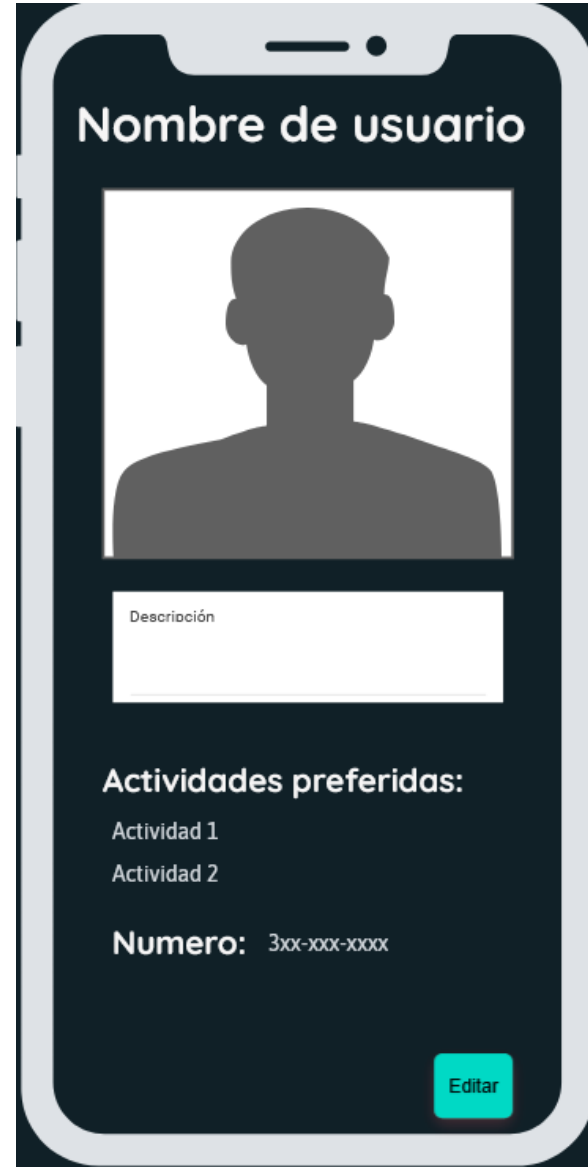 Nombre de usuario
Descripción
Actividades preferidas:
Actividad 1
Actividad 2
Numero: 3xx-xxx-xxxx
Editar